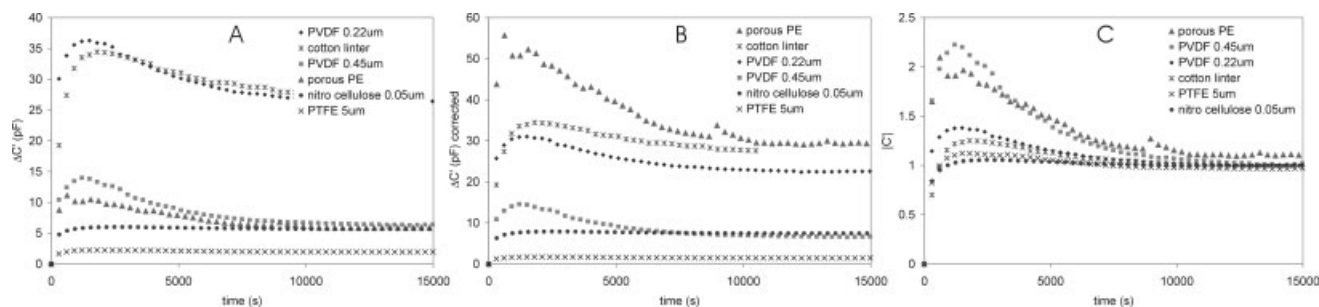 A
40
35
30
25
20
15
10
5
0
ΔC' (pF)
0
5000
10000
15000
time (s)
PVDF 0.22um
cotton linter
PVDF 0.45um
porous PE
nitro cellulose 0.05um
PTFE 5um
B
60
50
40
30
20
10
0
ΔC' (pF) corrected
0
5000
10000
15000
time (s)
porous PE
cotton linter
PVDF 0.22um
PVDF 0.45um
nitro cellulose 0.05um
PTFE 5um
C
2.5
2
1.5
1
0.5
0
|C'|
0
5000
10000
15000
time (s)
porous PE
PVDF 0.45um
PVDF 0.22um
cotton linter
PTFE 5um
nitro cellulose 0.05um